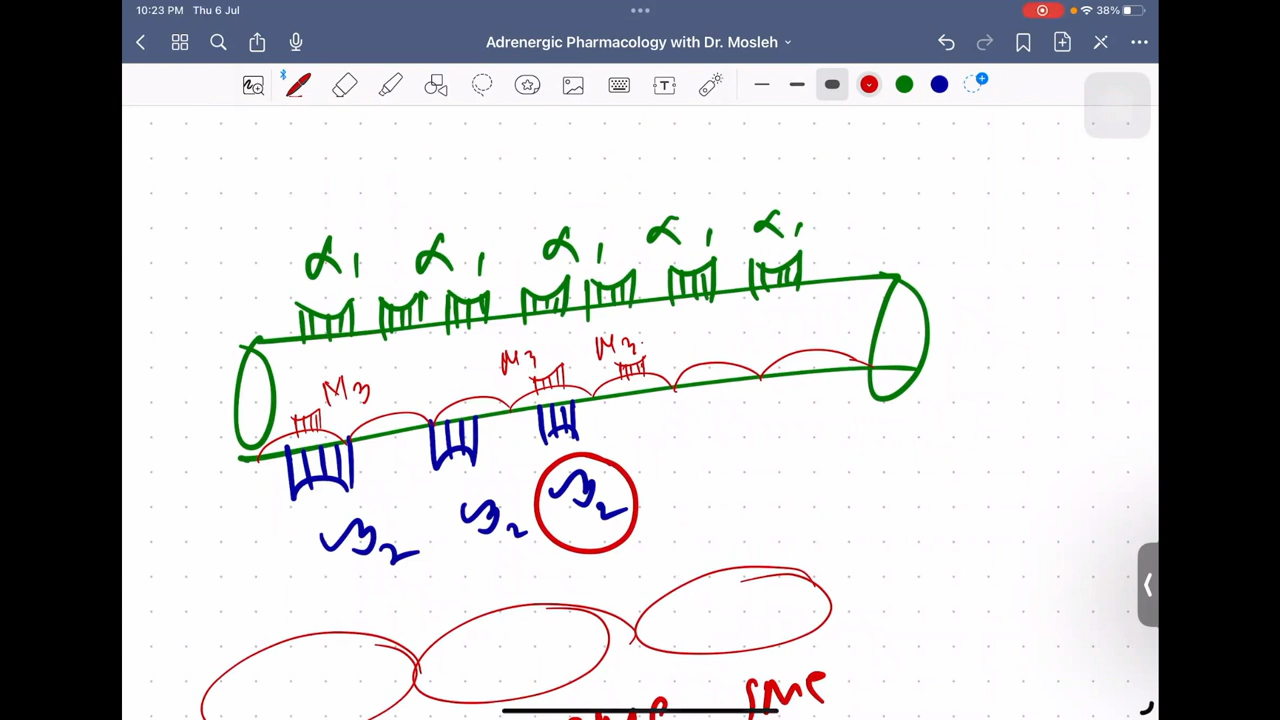 10:23 PM Thu 6 Jul
38%
Adrenergic Pharmacology with Dr. Mosleh
α1 α1 α1 α1 α1
M3 M3 M3
β2 β2 β2